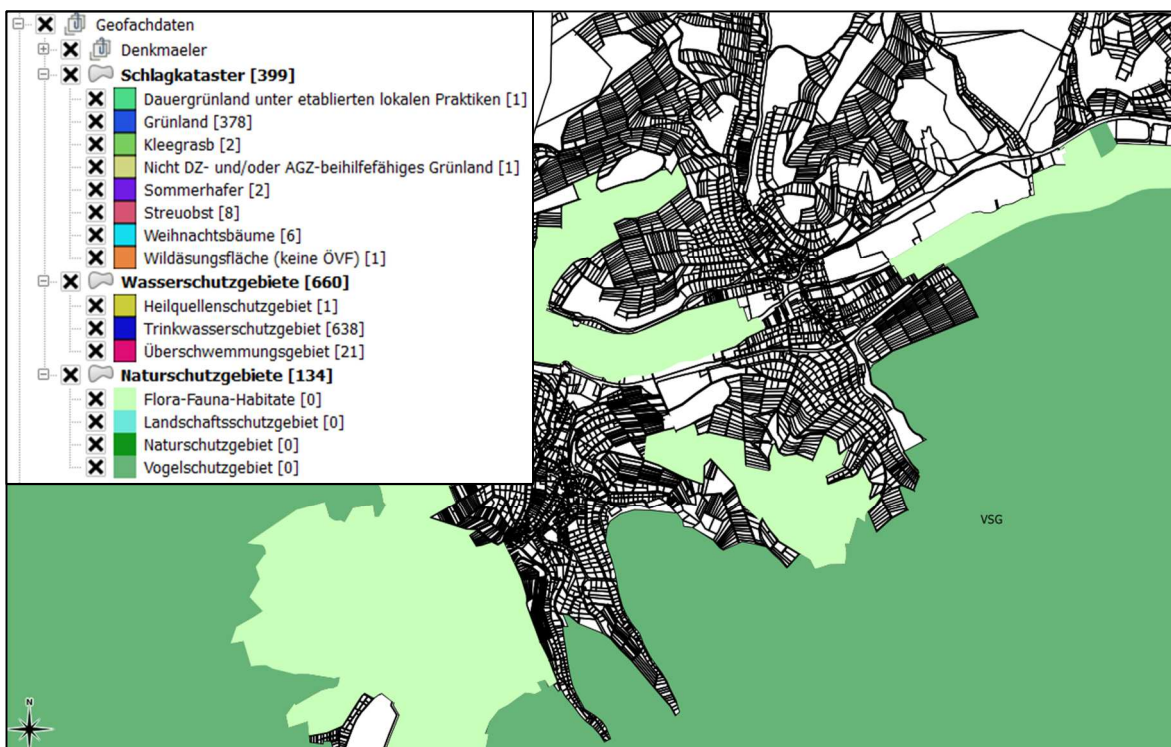 Geofachdaten
Denkmaeler
Schlagkataster [399]
Dauergrünland unter etablierten lokalen Praktiken [1]
Grünland [378]
Kleegrasb [2]
Nicht DZ- und/oder AGZ-beihilfefähiges Grünland [1]
Sommerhafer [2]
Streuobst [8]
Weihnachtsbäume [6]
Wildäsungsfläche (keine ÖVF) [1]
Wasserschutzgebiete [660]
Heilquellenschutzgebiet [1]
Trinkwasserschutzgebiet [638]
Überschwemmungsgebiet [21]
Naturschutzgebiete [134]
Flora-Fauna-Habitate [0]
Landschaftsschutzgebiet [0]
Naturschutzgebiet [0]
Vogelschutzgebiet [0]
VSG
N